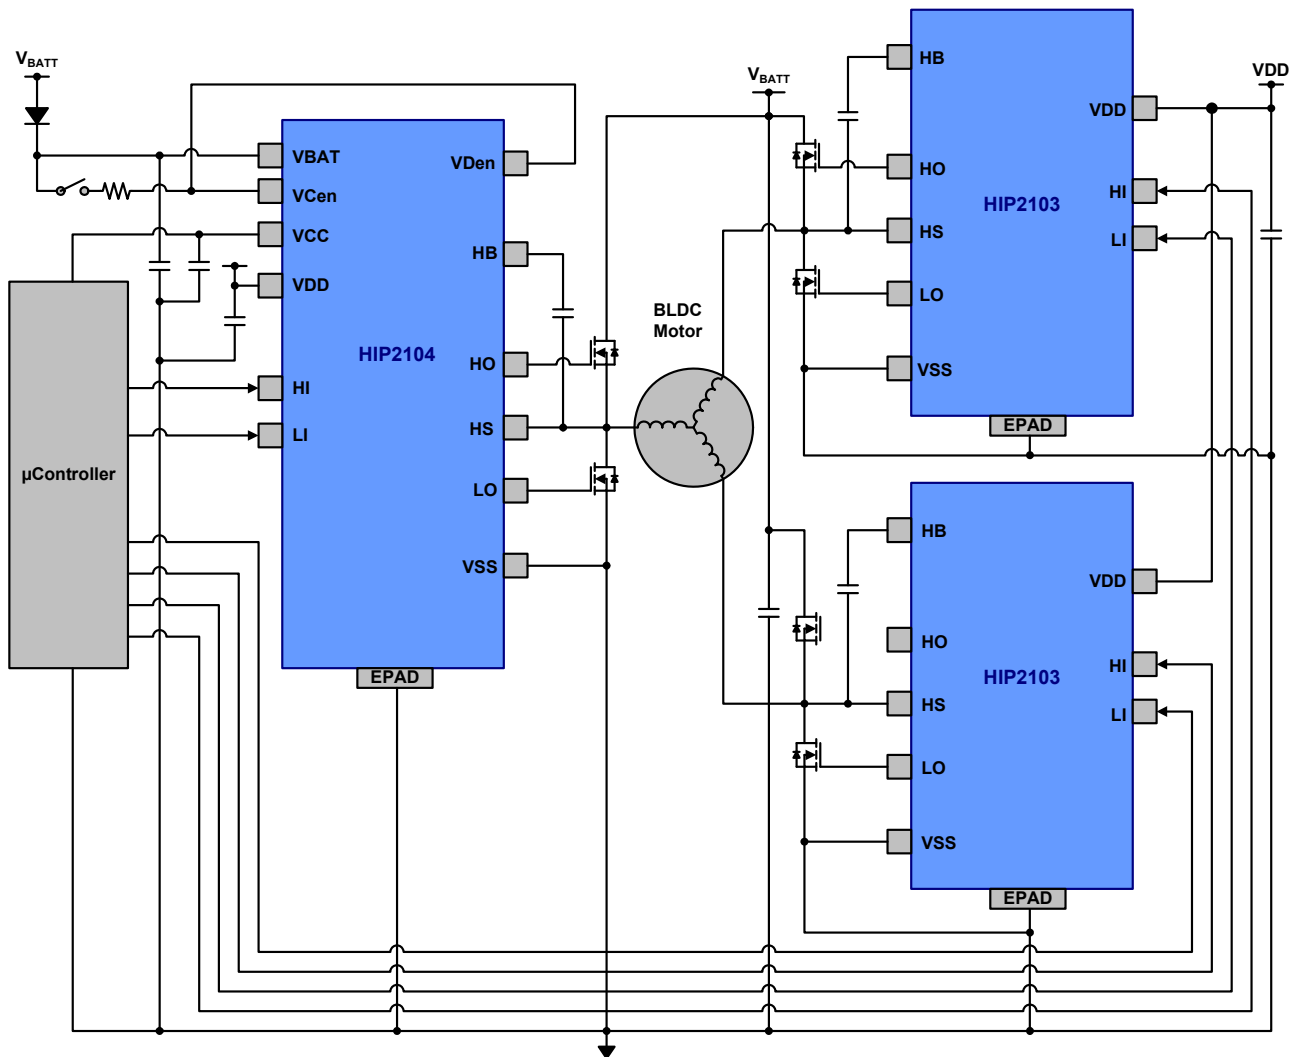 V_BATT
VBAT
VCen
VCC
VDD
HI
LI
VDen
HB
HO
HS
LO
VSS
HIP2104
EPAD
µController
BLDC
Motor
V_BATT
HB
HO
HS
LO
VSS
VDD
HI
LI
HIP2103
EPAD
VDD
HB
HO
HS
LO
VSS
VDD
HI
LI
HIP2103
EPAD